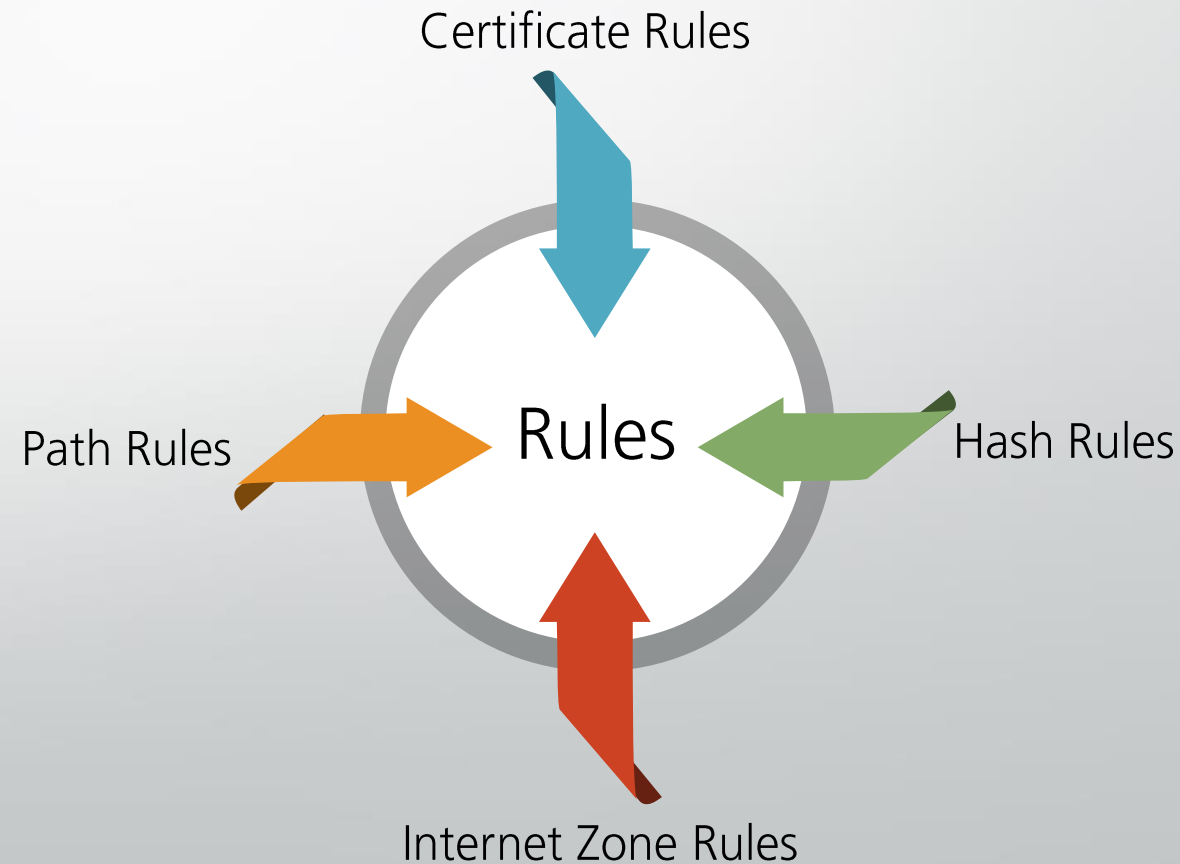 Certificate Rules
Path Rules
Rules
Hash Rules
Internet Zone Rules